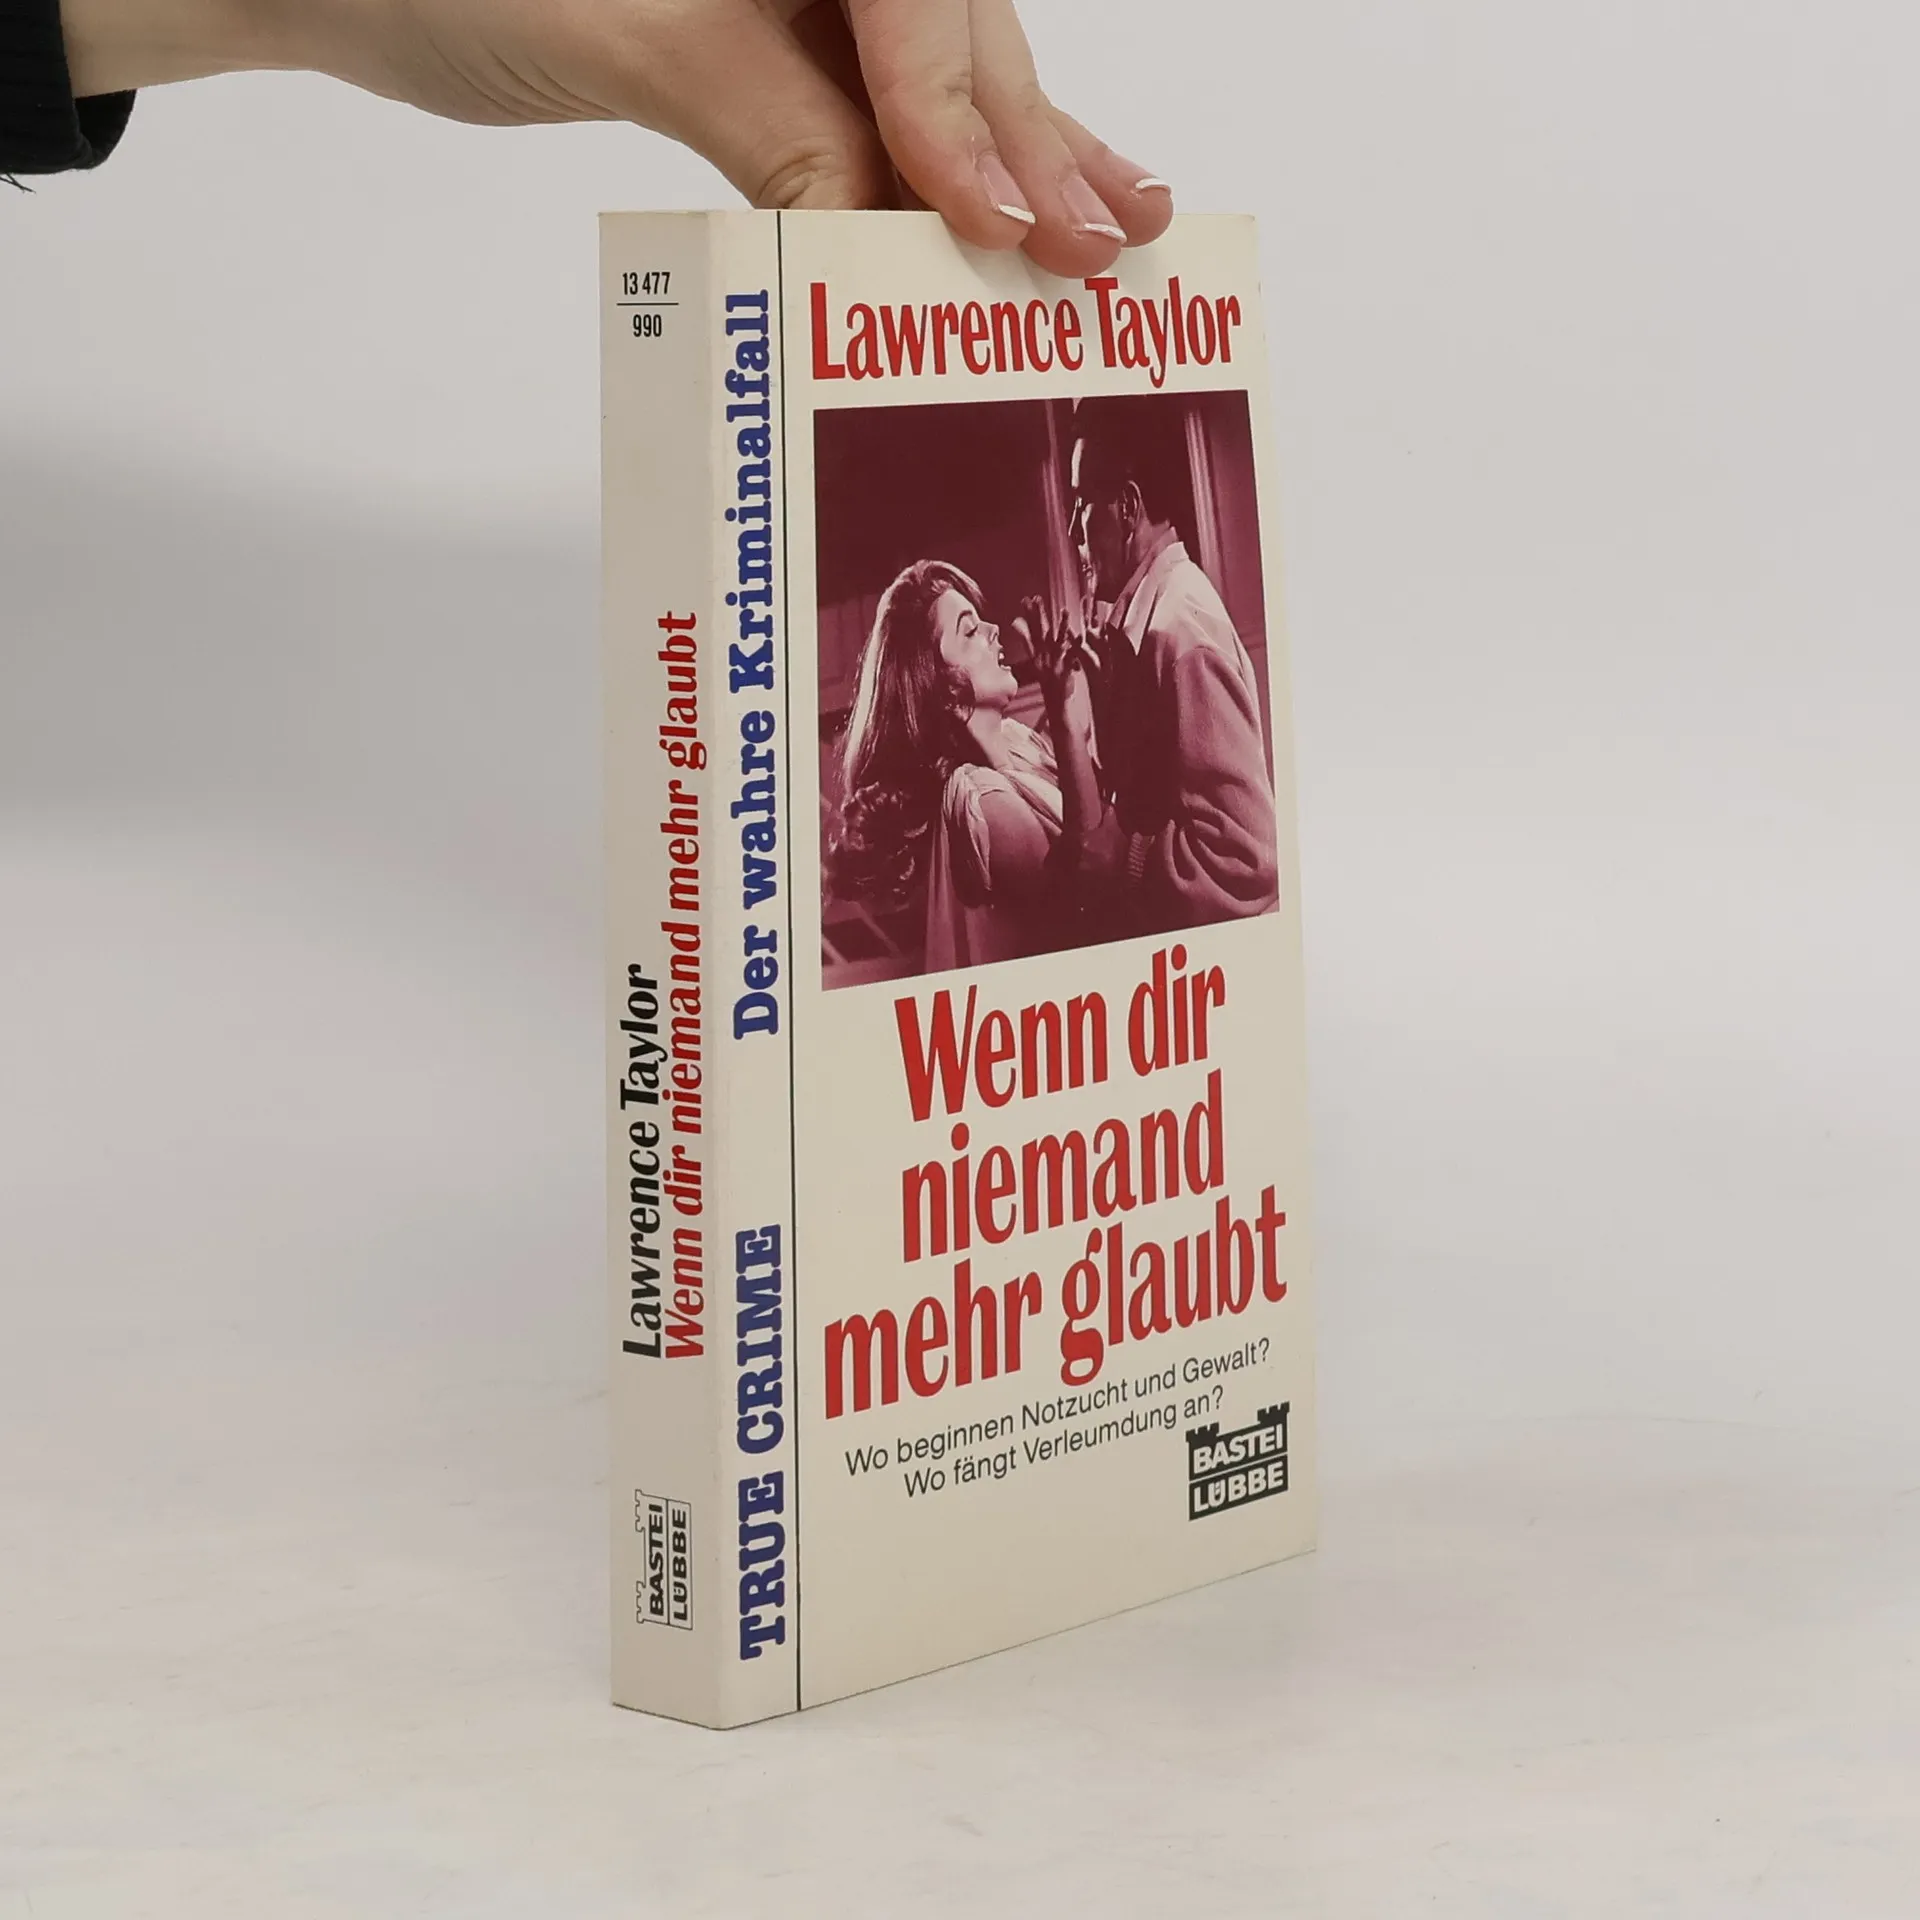 13 477
990
Lawrence Taylor
Wenn dir niemand mehr glaubt
BASTEI
LÜBBE
TRUE CRIME Der wahre Kriminalfall
Lawrence Taylor
Wenn dir
niemand
mehr glaubt
Wo beginnen Notzucht und Gewalt?
Wo fängt Verleumdung an?
BASTEI
LÜBBE